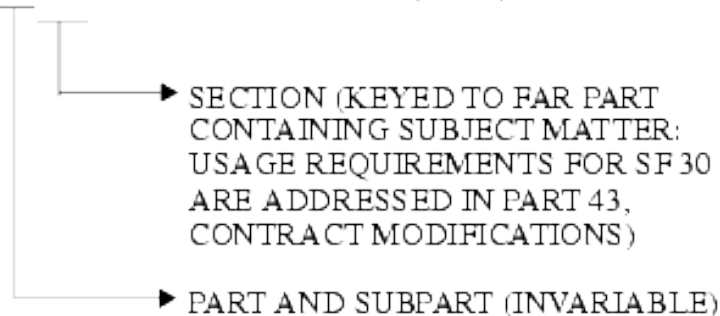 SECTION (KEYED TO FAR PART
CONTAINING SUBJECT MATTER:
USAGE REQUIREMENTS FOR SF 30
ARE ADDRESSED IN PART 43,
CONTRACT MODIFICATIONS)
PART AND SUBPART (INVARIABLE)